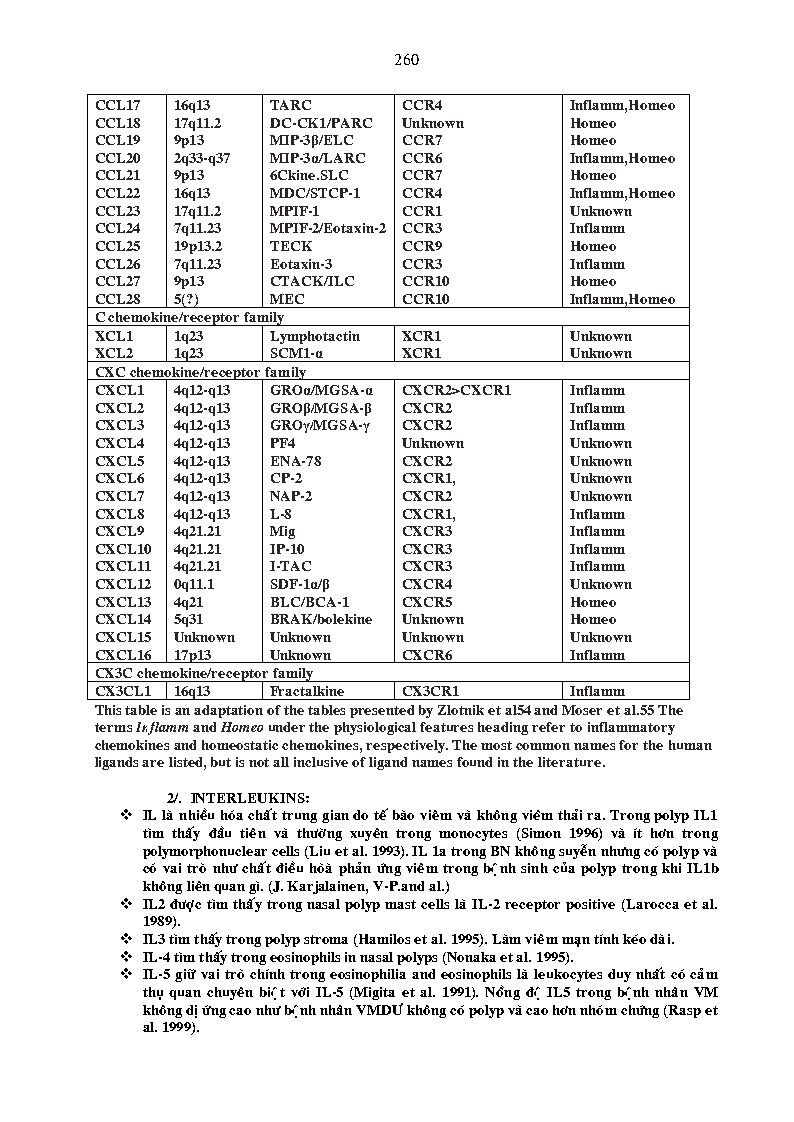 260
CCL17 16q13 TARC CCR4 Inflamm,Homeo
CCL18 17q11.2 DC-CK1/PARC Unknown Homeo
CCL19 9p13 MIP-3β/ELC CCR7 Homeo
CCL20 2q33-q37 MIP-3α/LARC CCR6 Inflamm,Homeo
CCL21 9p13 6Ckine.SLC CCR7 Homeo
CCL22 16q13 MDC/STCP-1 CCR4 Inflamm,Homeo
CCL23 17q11.2 MPIF-1 CCR1 Unknown
CCL24 7q11.23 MPIF-2/Eotaxin-2 CCR3 Inflamm
CCL25 19p13.2 TECK CCR9 Homeo
CCL26 7q11.23 Eotaxin-3 CCR3 Inflamm
CCL27 9p13 CTACK/ILC CCR10 Homeo
CCL28 5(?) MEC CCR10 Inflamm,Homeo
C chemokine/receptor family
XCL1 1q23 Lymphotactin XCR1 Unknown
XCL2 1q23 SCM1-α XCR1 Unknown
CXC chemokine/receptor family
CXCL1 4q12-q13 GROα/MGSA-α CXCR2>CXCR1 Inflamm
CXCL2 4q12-q13 GROβ/MGSA-β CXCR2 Inflamm
CXCL3 4q12-q13 GROγ/MGSA-γ CXCR2 Inflamm
CXCL4 4q12-q13 PF4 Unknown Unknown
CXCL5 4q12-q13 ENA-78 CXCR2 Unknown
CXCL6 4q12-q13 CP-2 CXCR1, Unknown
CXCL7 4q12-q13 NAP-2 CXCR2 Unknown
CXCL8 4q12-q13 L-8 CXCR1, Inflamm
CXCL9 4q21.21 Mig CXCR3 Inflamm
CXCL10 4q21.21 IP-10 CXCR3 Inflamm
CXCL11 4q21.21 I-TAC CXCR3 Inflamm
CXCL12 0q11.1 SDF-1α/β CXCR4 Unknown
CXCL13 4q21 BLC/BCA-1 CXCR5 Homeo
CXCL14 5q31 BRAK/bolekine Unknown Homeo
CXCL15 Unknown Unknown Unknown Unknown
CXCL16 17p13 Unknown CXCR6 Inflamm
CX3C chemokine/receptor family
CX3CL1 16q13 Fractalkine CX3CR1 Inflamm
This table is an adaptation of the tables presented by Zlotnik et al54 and Moser et al.55 The
terms Inflamm and Homeo under the physiological features heading refer to inflammatory
chemokines and homeostatic chemokines, respectively. The most common names for the human
ligands are listed, but is not all inclusive of ligand names found in the literature.
2/. INTERLEUKINS:
❖ IL là nhiều hóa chất trung gian do tế bào viêm và không viêm thải ra. Trong polyp IL1
tìm thấy đầu tiên và thường xuyên trong monocytes (Simon 1996) và ít hơn trong
polymorphonuclear cells (Liu et al. 1993). IL 1a trong BN không suyễn nhưng có polyp và
có vai trò như chất điều hòà phản ứng viêm trong bệnh sinh của polyp trong khi IL1b
không liên quan gì. (J. Karjalainen, V-P.and al.)
❖ IL2 được tìm thấy trong nasal polyp mast cells là IL-2 receptor positive (Larocca et al.
1989).
❖ IL3 tìm thấy trong polyp stroma (Hamilos et al. 1995). Làm viêm mạn tính kéo dài.
❖ IL-4 tìm thấy trong eosinophils in nasal polyps (Nonaka et al. 1995).
❖ IL-5 giữ vai trò chính trong eosinophilia and eosinophils là leukocytes duy nhất có cảm
thụ quan chuyên biệt với IL-5 (Migita et al. 1991). Nồng độ IL5 trong bệnh nhân VM
không dị ứng cao như bệnh nhân VMDƯ không có polyp và cao hơn nhóm chứng (Rasp et
al. 1999).